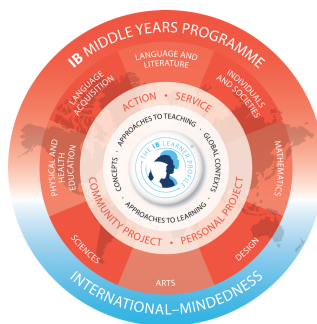 IB MIDDLE YEARS PROGRAMME
LANGUAGE AND
LITERATURE
LANGUAGE
ACQUISITION
INDIVIDUALS
AND SOCIETIES
PHYSICAL AND
HEALTH
EDUCATION
MATHEMATICS
SCIENCES
DESIGN
ARTS
ACTION · SERVICE
COMMUNITY PROJECT · PERSONAL PROJECT
APPROACHES TO TEACHING · GLOBAL CONTEXTS · APPROACHES TO LEARNING · CONCEPTS ·
THE IB LEARNER PROFILE
INTERNATIONAL–MINDEDNESS